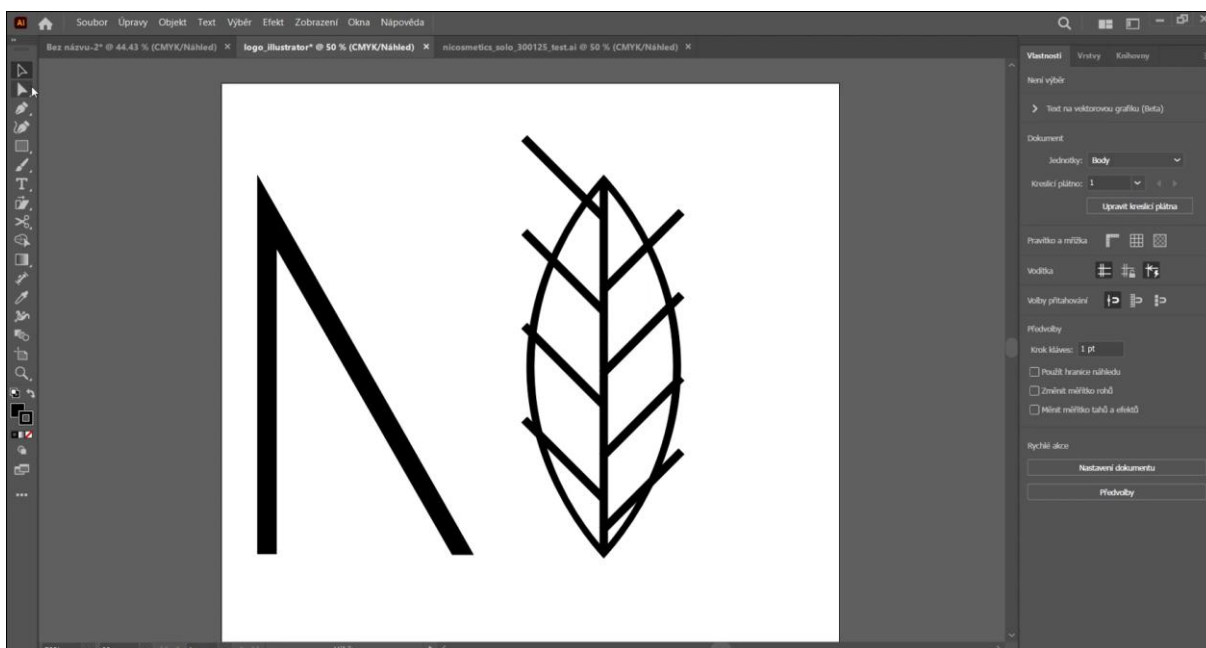 Ai Soubor Úpravy Objekt Text Výběr Efekt Zobrazení Okna Nápověda
Bez názvu-2* @ 44.43 % (CMYK/Náhled) × logo_illustrator* @ 50 % (CMYK/Náhled) × nicosmetics_solo_300125_test.ai @ 50 % (CMYK/Náhled) ×
Vlastnosti Vrstvy Knihovny
Není výběr
Text na vektorovou grafiku (Beta)
Dokument
Jednotky: Body
Kreslicí plátno: 1
Upravit kreslicí plátna
Pravítko a mřížka
Vodítka
Volby přitahování
Předvolby
Krok kláves: 1 pt
Použít hranice náhledu
Změnit měřítko rohů
Měnit měřítko tahů a efektů
Rychlé akce
Nastavení dokumentu
Předvolby